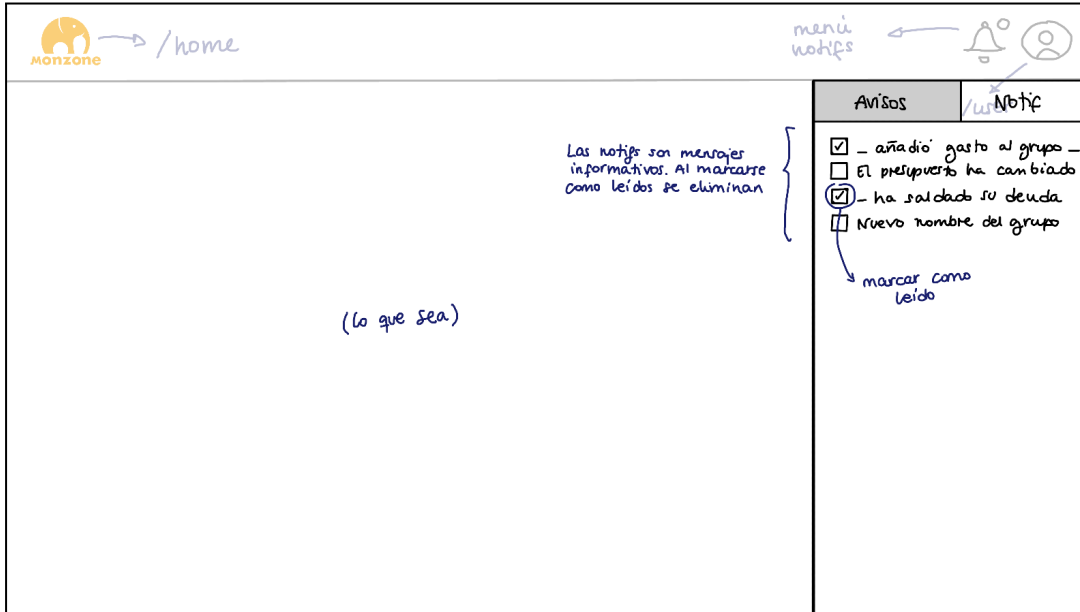 MONZONE
/home
menú
notifs
/user
Avisos
Notif
Las notifs son mensajes
informativos. Al marcarse
como leídos se eliminan
_ añadió gasto al grupo _
El presupuesto ha cambiado
_ ha saldado su deuda
Nuevo nombre del grupo
marcar como
leído
(lo que sea)